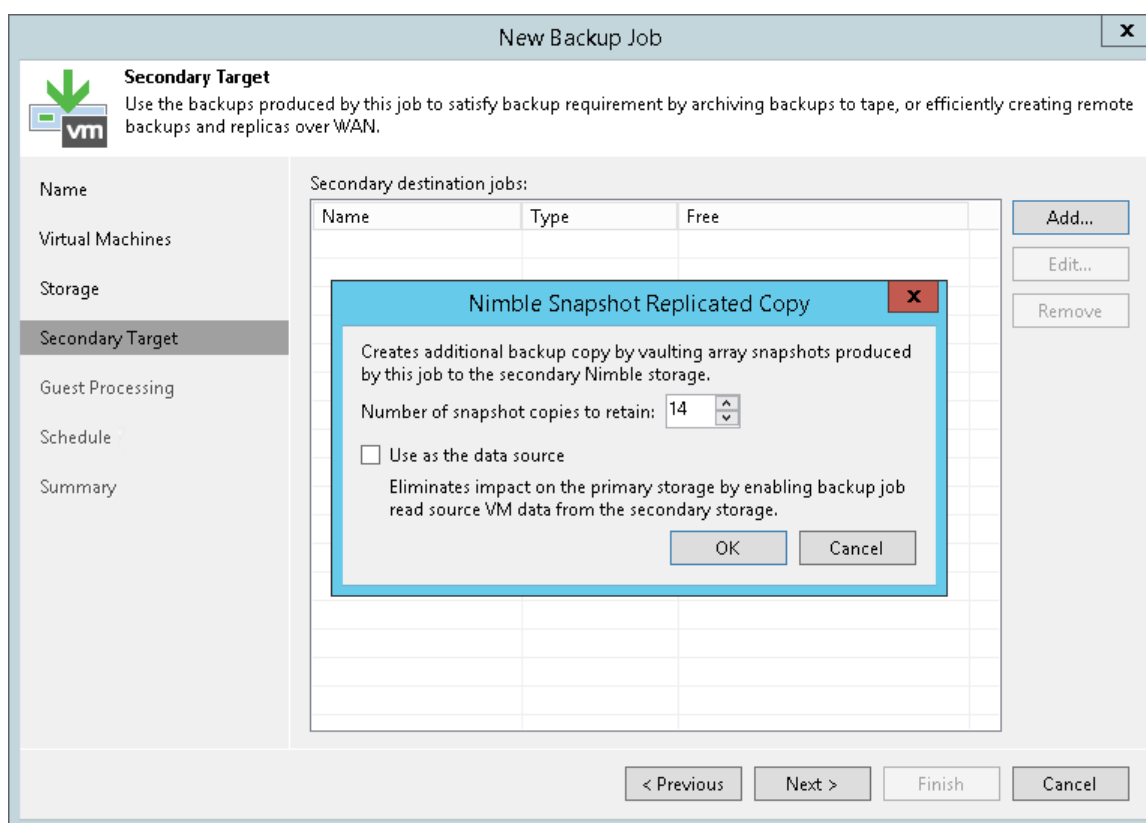 New Backup Job
x
Secondary Target
Use the backups produced by this job to satisfy backup requirement by archiving backups to tape, or efficiently creating remote
backups and replicas over WAN.
vm
Name
Virtual Machines
Storage
Secondary Target
Guest Processing
Schedule
Summary
Secondary destination jobs:
Name Type Free
Add...
Edit...
Remove
Nimble Snapshot Replicated Copy
x
Creates additional backup copy by vaulting array snapshots produced
by this job to the secondary Nimble storage.
Number of snapshot copies to retain: 14
Use as the data source
Eliminates impact on the primary storage by enabling backup job
read source VM data from the secondary storage.
OK Cancel
< Previous Next > Finish Cancel